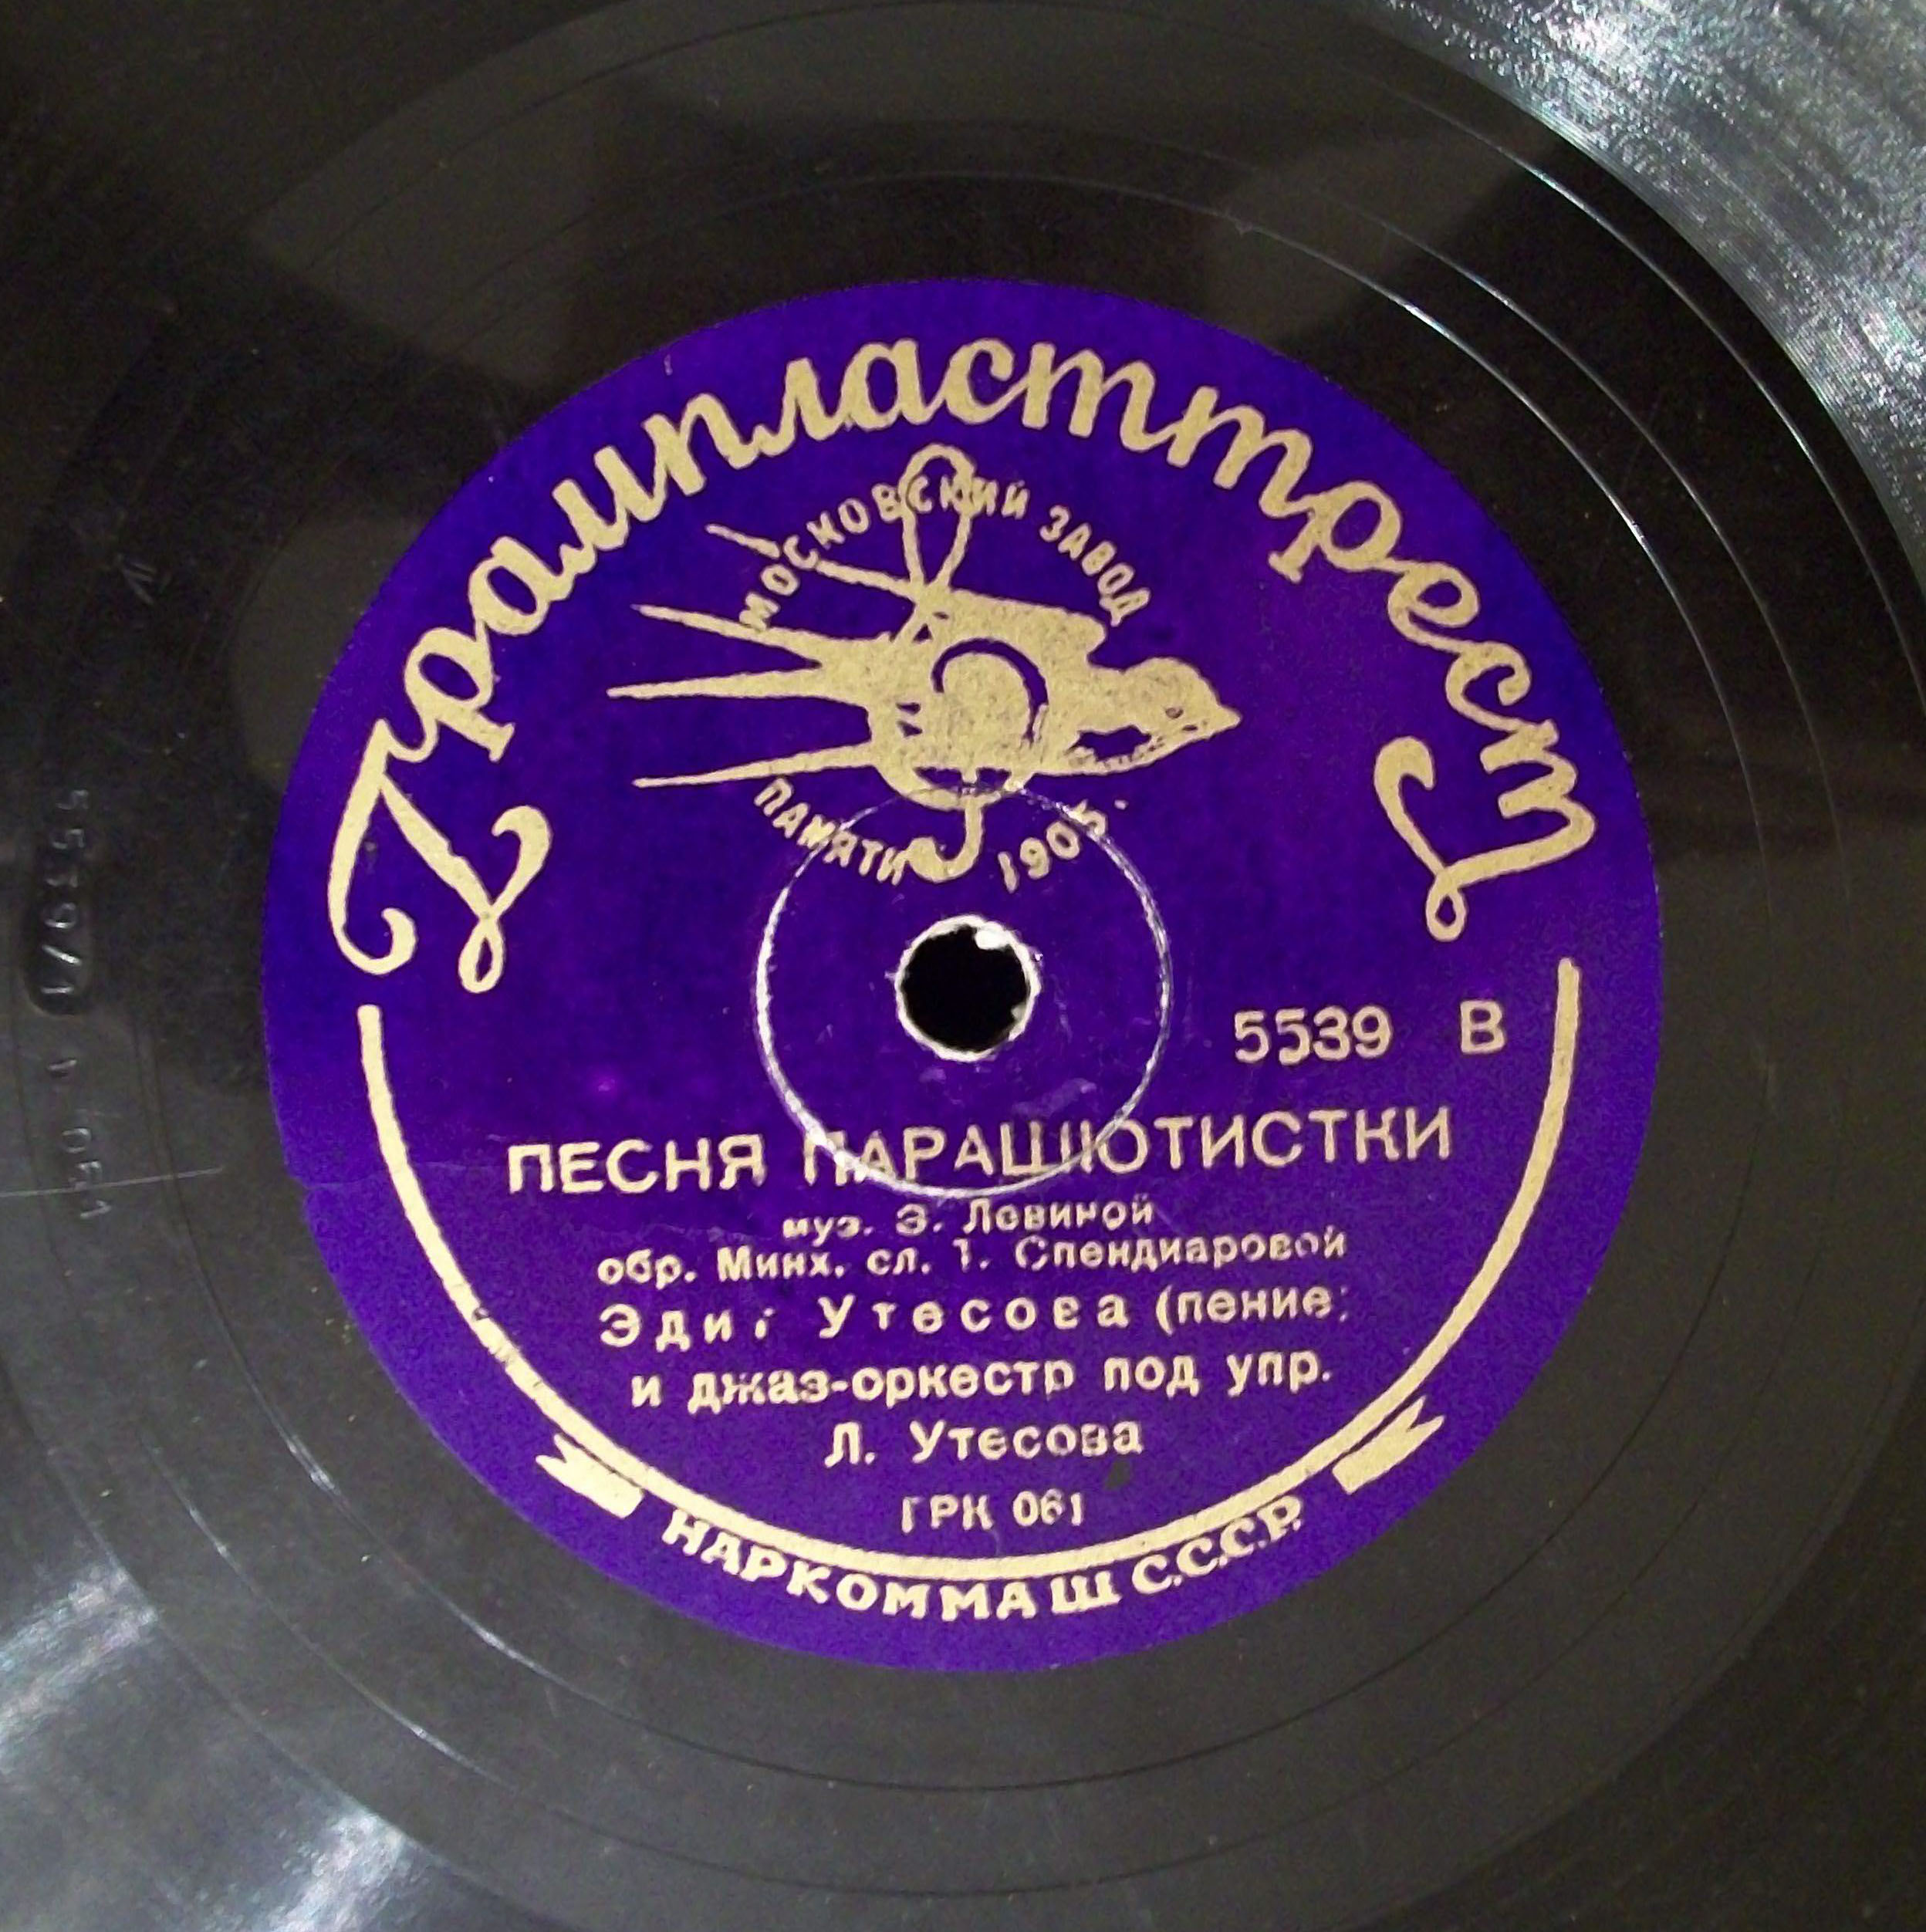 Грампласттрест
МОСКОВСКИЙ ЗАВОД
ПАМЯТИ 1905 г.
5539 В
ПЕСНЯ ПАРАШЮТИСТКИ
муз. З. Левиной
обр. Минх. сл. Т. Спендиаровой
Эдит Утесова (пение)
и джаз-оркестр под упр.
Л. Утесова
ГРК 061
НАРКОММАШ С.С.С.Р.